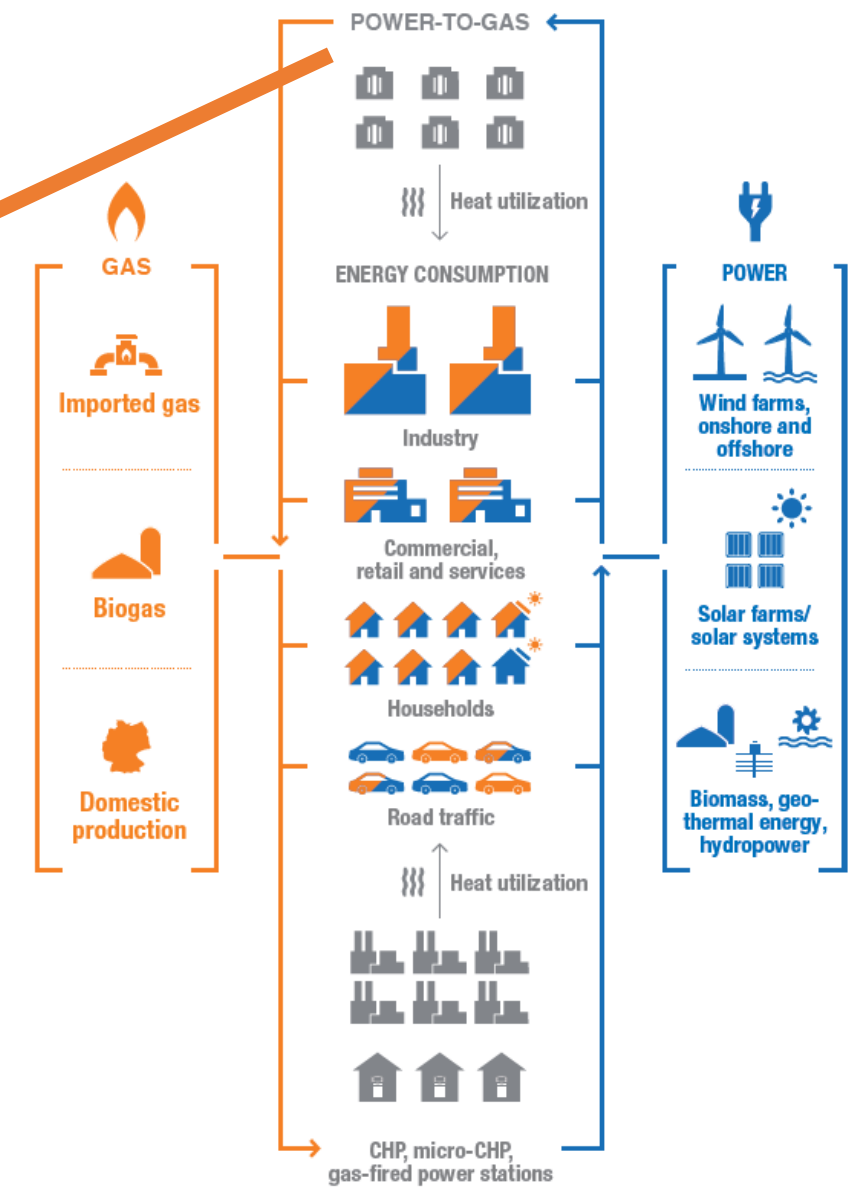 POWER-TO-GAS
Heat utilization
GAS
Imported gas
Biogas
Domestic
production
ENERGY CONSUMPTION
Industry
Commercial,
retail and services
Households
Road traffic
Heat utilization
CHP, micro-CHP,
gas-fired power stations
POWER
Wind farms,
onshore and
offshore
Solar farms/
solar systems
Biomass, geo-
thermal energy,
hydropower